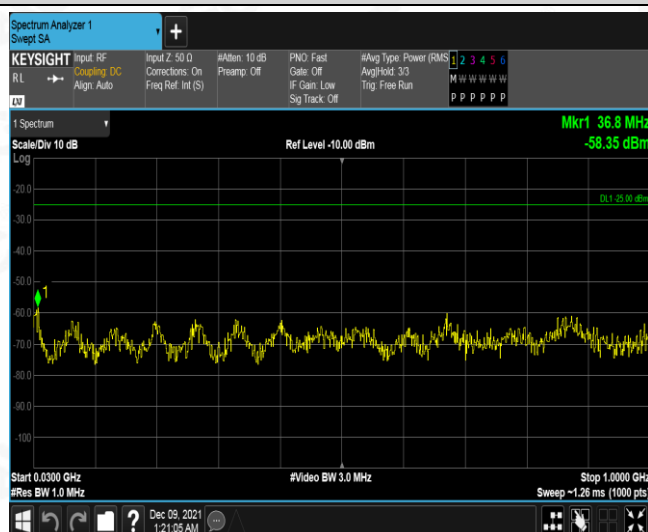 Spectrum Analyzer 1
Swept SA
+
KEYSIGHT Input: RF Input Z: 50 Ω #Atten: 10 dB PNO: Fast #Avg Type: Power (RMS 1 2 3 4 5 6
RL Coupling: DC Corrections: On Preamp: Off Gate: Off Avg|Hold: 3/3 M W W W W W
Align: Auto Freq Ref: Int (S) IF Gain: Low Trig: Free Run
Sig Track: Off P P P P P P
LXI
1 Spectrum Mkr1 36.8 MHz
Scale/Div 10 dB Ref Level -10.00 dBm -58.35 dBm
Log
-20.0
DL1 -25.00 dBm
-30.0
-40.0
-50.0
1
-60.0
-70.0
-80.0
-90.0
-100
Start 0.0300 GHz #Video BW 3.0 MHz Stop 1.0000 GHz
#Res BW 1.0 MHz Sweep ~1.26 ms (1000 pts)
? Dec 09, 2021
1:21:05 AM